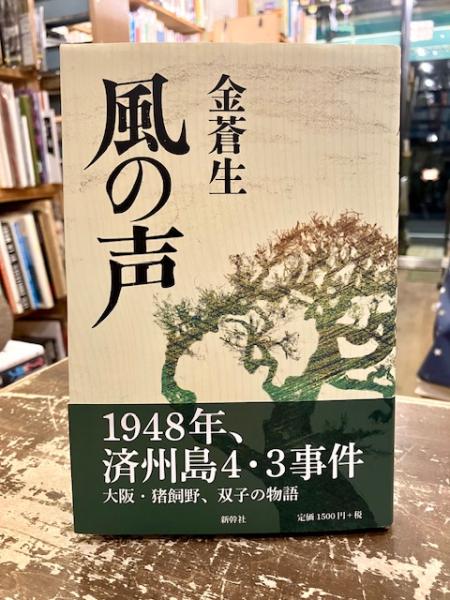 風の声
金蒼生
1948年、
済州島4・3事件
大阪・猪飼野、双子の物語
新幹社
定価 1500円+税